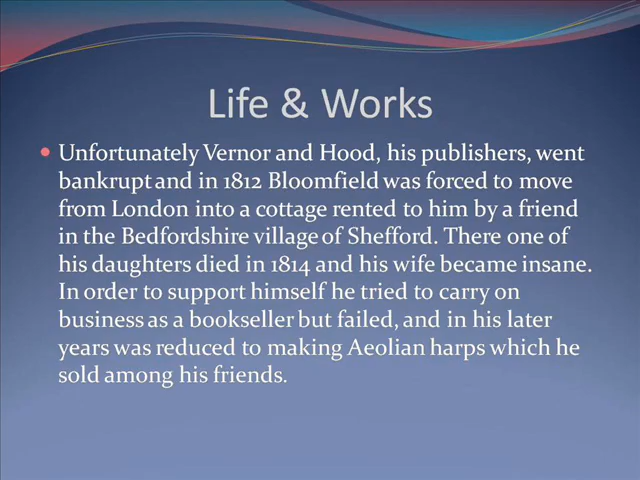 Life & Works
Unfortunately Vernor and Hood, his publishers, went
bankrupt and in 1812 Bloomfield was forced to move
from London into a cottage rented to him by a friend
in the Bedfordshire village of Shefford. There one of
his daughters died in 1814 and his wife became insane.
In order to support himself he tried to carry on
business as a bookseller but failed, and in his later
years was reduced to making Aeolian harps which he
sold among his friends.